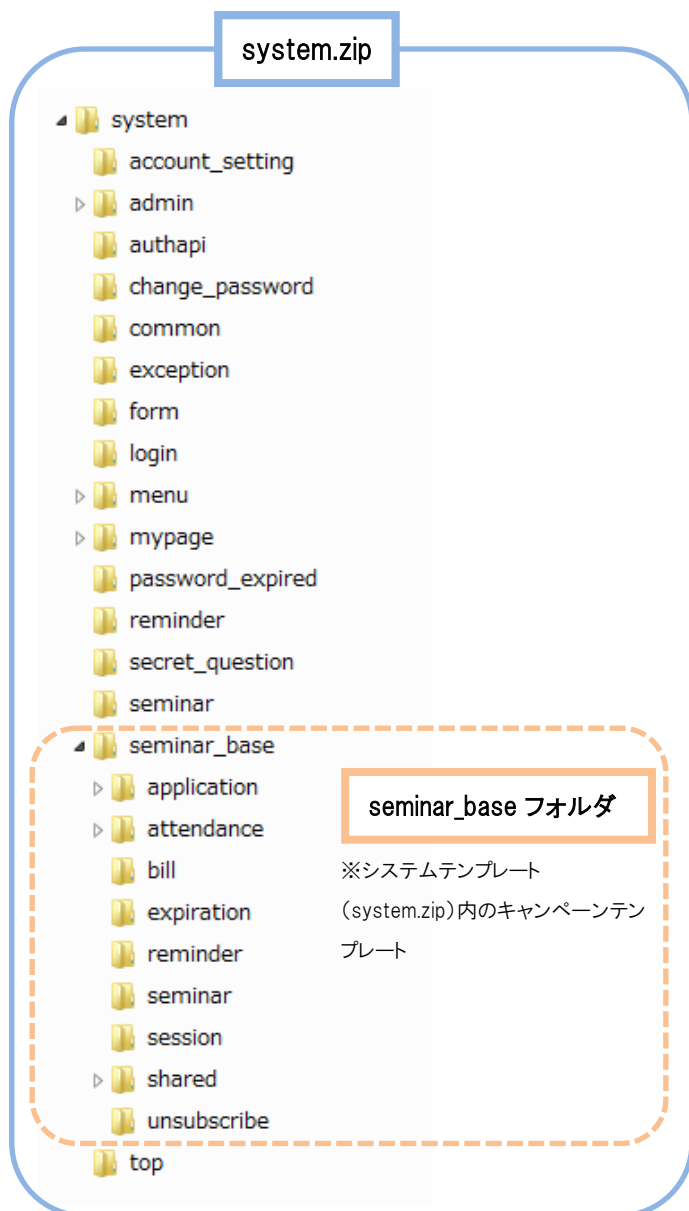 system.zip
system
account_setting
admin
authapi
change_password
common
exception
form
login
menu
mypage
password_expired
reminder
secret_question
seminar
seminar_base
application
attendance
bill
expiration
reminder
seminar
session
shared
unsubscribe
top
seminar_base フォルダ
※システムテンプレート
(system.zip)内のキャンペーンテン
プレート